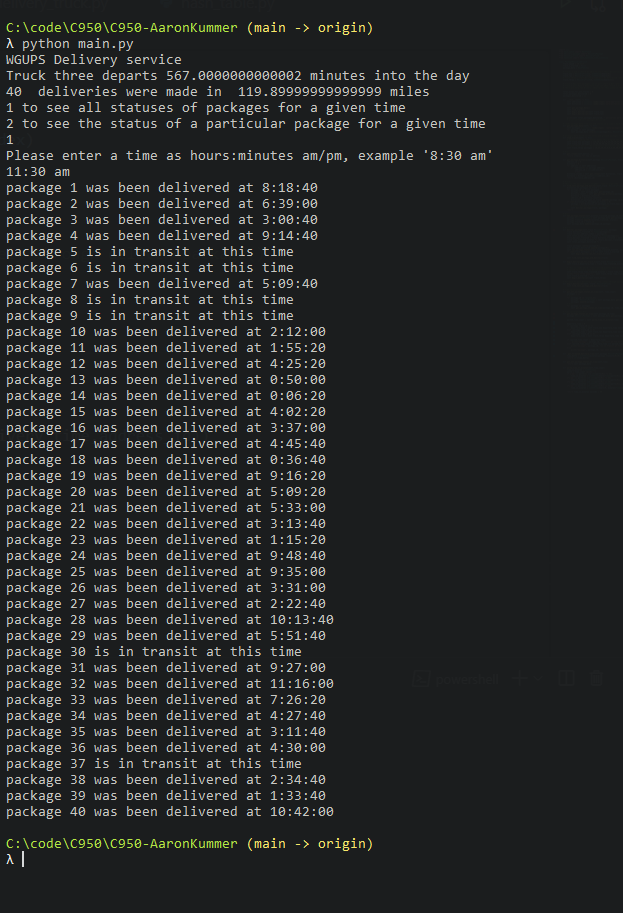 C:\code\C950\C950-AaronKummer (main -> origin)
λ python main.py
WGUPS Delivery service
Truck three departs 567.0000000000002 minutes into the day
40  deliveries were made in  119.89999999999999 miles
1 to see all statuses of packages for a given time
2 to see the status of a particular package for a given time
1
Please enter a time as hours:minutes am/pm, example '8:30 am'
11:30 am
package 1 was been delivered at 8:18:40
package 2 was been delivered at 6:39:00
package 3 was been delivered at 3:00:40
package 4 was been delivered at 9:14:40
package 5 is in transit at this time
package 6 is in transit at this time
package 7 was been delivered at 5:09:40
package 8 is in transit at this time
package 9 is in transit at this time
package 10 was been delivered at 2:12:00
package 11 was been delivered at 1:55:20
package 12 was been delivered at 4:25:20
package 13 was been delivered at 0:50:00
package 14 was been delivered at 0:06:20
package 15 was been delivered at 4:02:20
package 16 was been delivered at 3:37:00
package 17 was been delivered at 4:45:40
package 18 was been delivered at 0:36:40
package 19 was been delivered at 9:16:20
package 20 was been delivered at 5:09:20
package 21 was been delivered at 5:33:00
package 22 was been delivered at 3:13:40
package 23 was been delivered at 1:15:20
package 24 was been delivered at 9:48:40
package 25 was been delivered at 9:35:00
package 26 was been delivered at 3:31:00
package 27 was been delivered at 2:22:40
package 28 was been delivered at 10:13:40
package 29 was been delivered at 5:51:40
package 30 is in transit at this time
package 31 was been delivered at 9:27:00
package 32 was been delivered at 11:16:00
package 33 was been delivered at 7:26:20
package 34 was been delivered at 4:27:40
package 35 was been delivered at 3:11:40
package 36 was been delivered at 4:30:00
package 37 is in transit at this time
package 38 was been delivered at 2:34:40
package 39 was been delivered at 1:33:40
package 40 was been delivered at 10:42:00
C:\code\C950\C950-AaronKummer (main -> origin)
λ